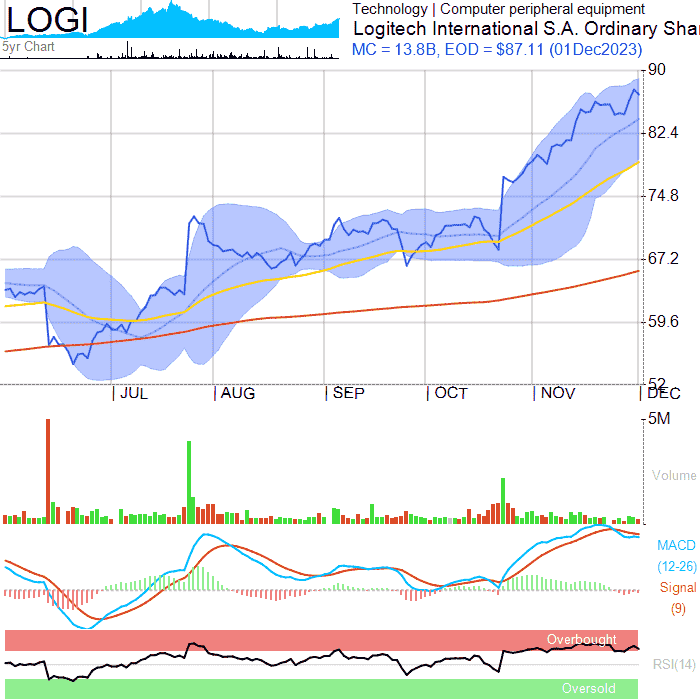 LOGI
5yr Chart
Technology | Computer peripheral equipment
Logitech International S.A. Ordinary Shar
MC = 13.8B, EOD = $87.11 (01Dec2023)
90
82.4
74.8
67.2
59.6
52
| JUL | AUG | SEP | OCT | NOV | DEC
5M
Volume
MACD
(12-26)
Signal
(9)
Overbought
RSI(14)
Oversold